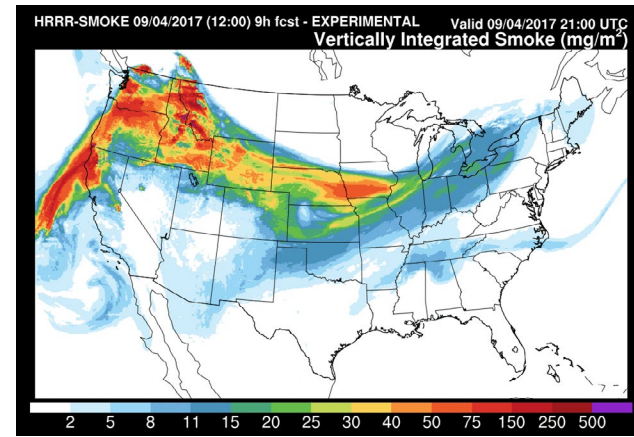 HRRR-SMOKE 09/04/2017 (12:00) 9h fcst - EXPERIMENTAL Valid 09/04/2017 21:00 UTC
Vertically Integrated Smoke (mg/m²)
2 5 8 11 15 20 25 30 40 50 75 150 250 500